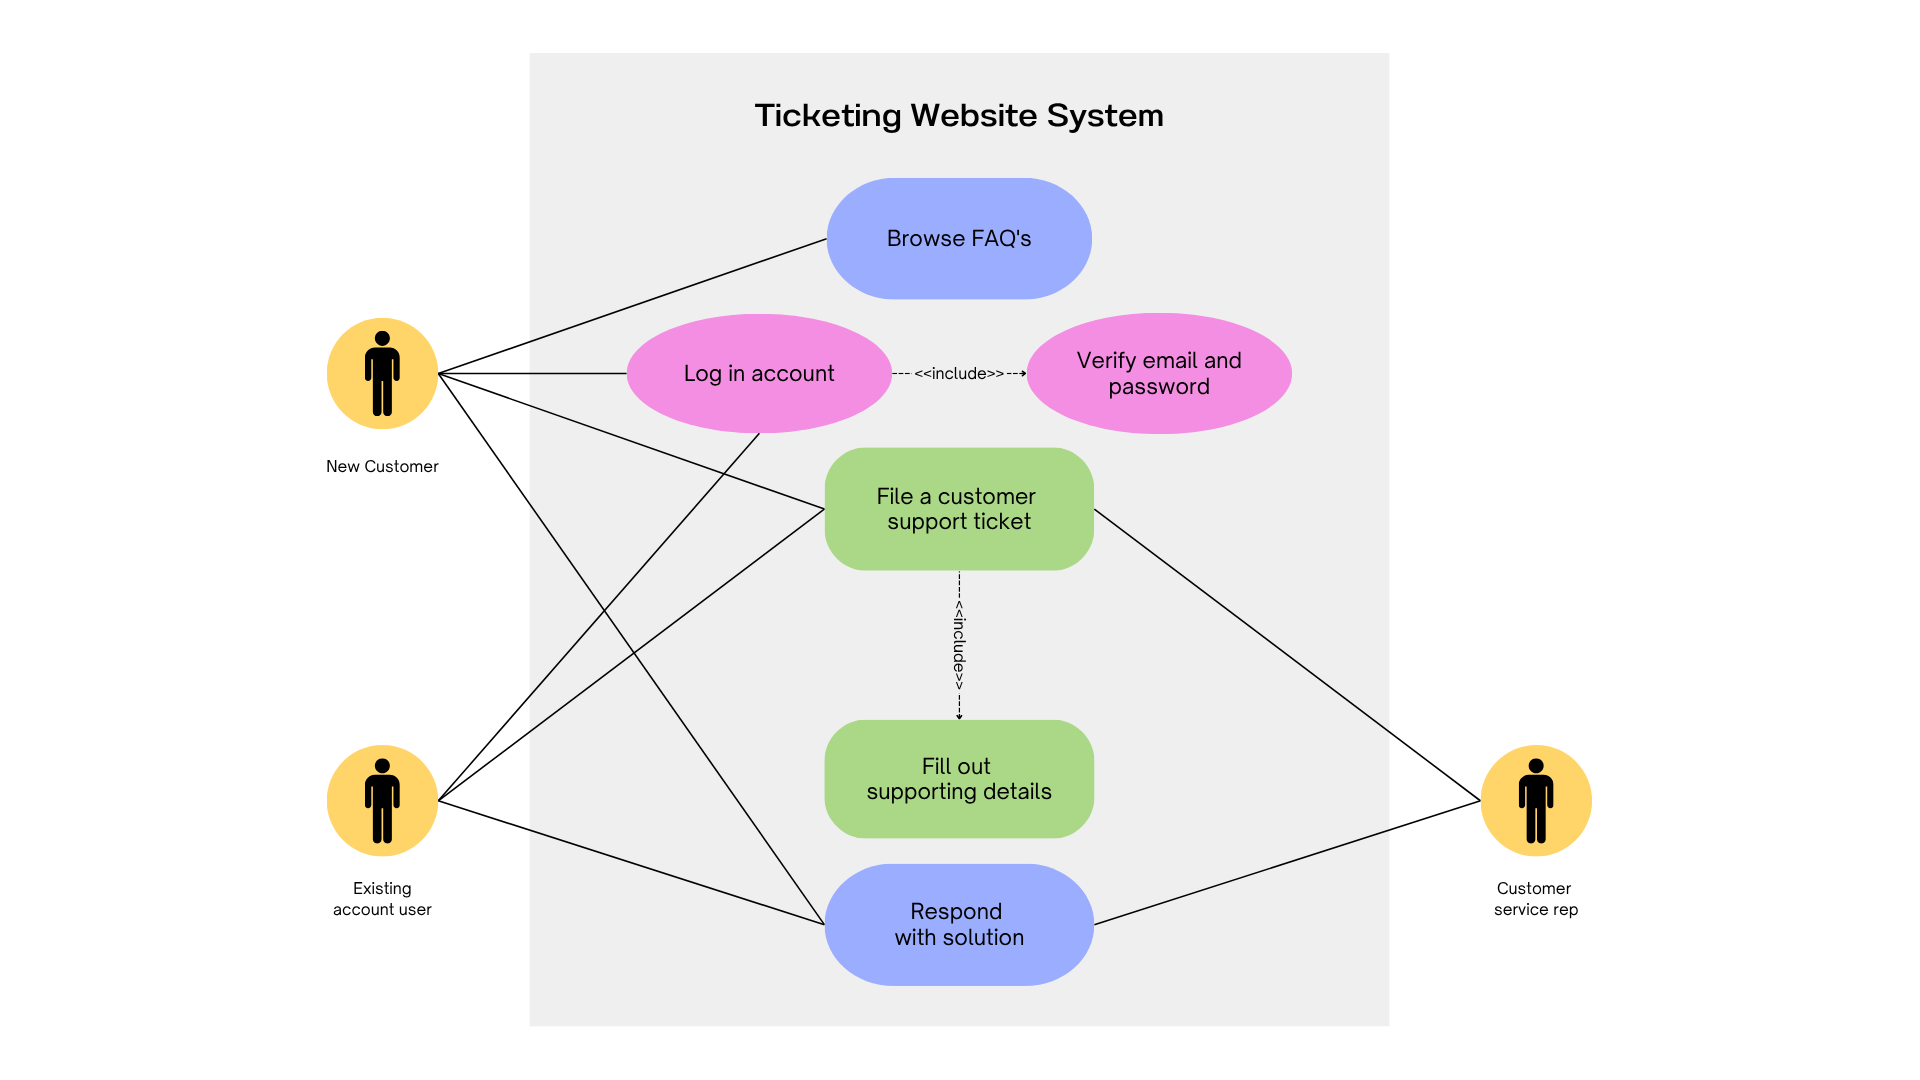 Ticketing Website System
Browse FAQ's
Log in account
<<include>>
Verify email and
password
New Customer
File a customer
support ticket
<<include>>
Fill out
supporting details
Existing
account user
Customer
service rep
Respond
with solution